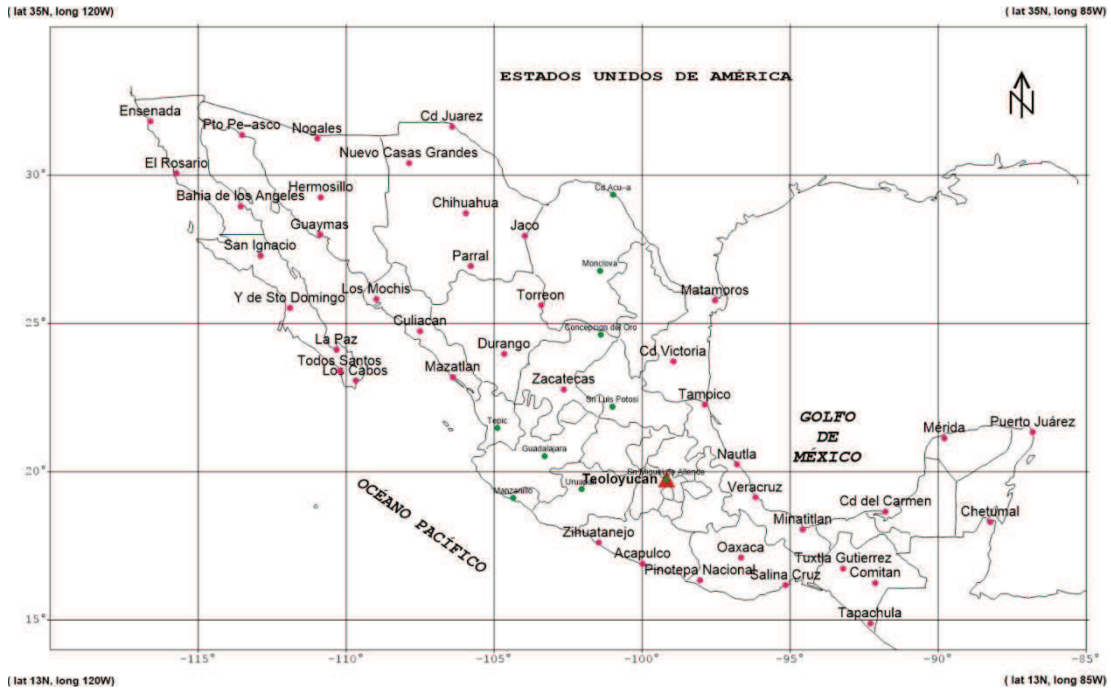 ( lat 35N, long 120W)
( lat 35N, long 85W)
ESTADOS UNIDOS DE AMÉRICA
N
Ensenada
Pto Pe-asco
Nogales
Cd Juarez
Nuevo Casas Grandes
El Rosario
30°
Bahia de los Angeles
Hermosillo
Cd Acu-a
Chihuahua
Guaymas
Jaco
San Ignacio
Parral
Monclova
Y de Sto Domingo
Los Mochis
Torreon
Matamoros
25°
Culiacan
Concepcion del Oro
La Paz
Durango
Cd Victoria
Todos Santos
Los Cabos
Mazatlan
Zacatecas
Sn Luis Potosi
Tampico
Tepic
GOLFO
DE
MÉXICO
Mérida
Puerto Juárez
Guadalajara
Nautla
20°
Sn Miguel de Allende
Teoloyucan
Uruapan
Manzanillo
Veracruz
OCÉANO PACÍFICO
Cd del Carmen
Chetumal
Zihuatanejo
Minatitlan
Acapulco
Oaxaca
Tuxtla Gutierrez
Pinotepa Nacional
Salina Cruz
Comitan
Tapachula
15°
-115° -110° -105° -100° -95° -90° -85°
( lat 13N, long 120W)
( lat 13N, long 85W)